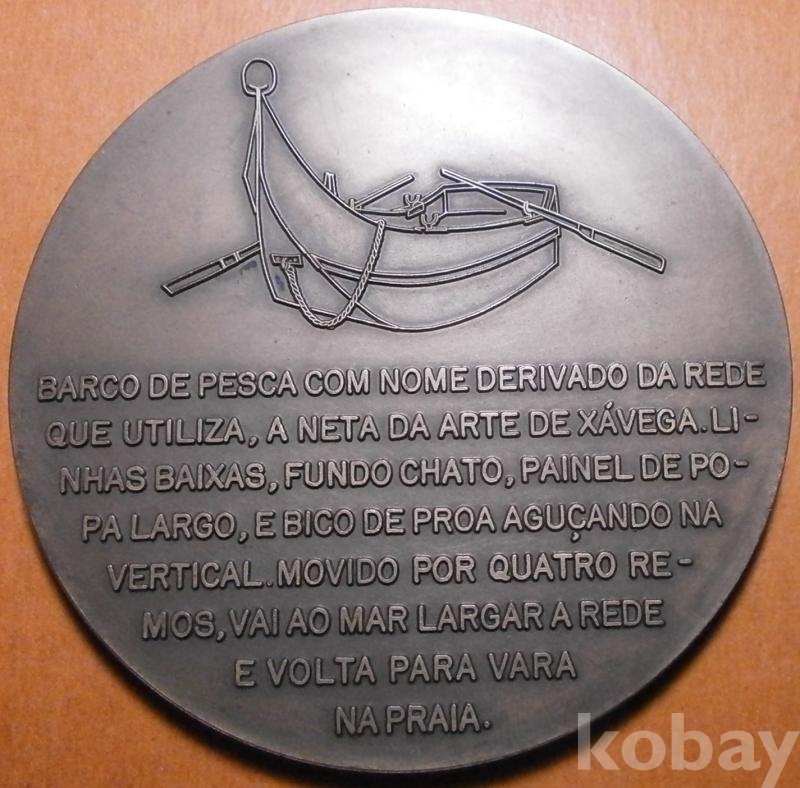 BARCO DE PESCA COM NOME DERIVADO DA REDE
QUE UTILIZA, A NETA DA ARTE DE XÁVEGA. LI-
NHAS BAIXAS, FUNDO CHATO, PAINEL DE PO-
PA LARGO, E BICO DE PROA AGUÇANDO NA
VERTICAL. MOVIDO POR QUATRO RE-
MOS, VAI AO MAR LARGAR A REDE
E VOLTA PARA VARA
NA PRAIA.
kobay